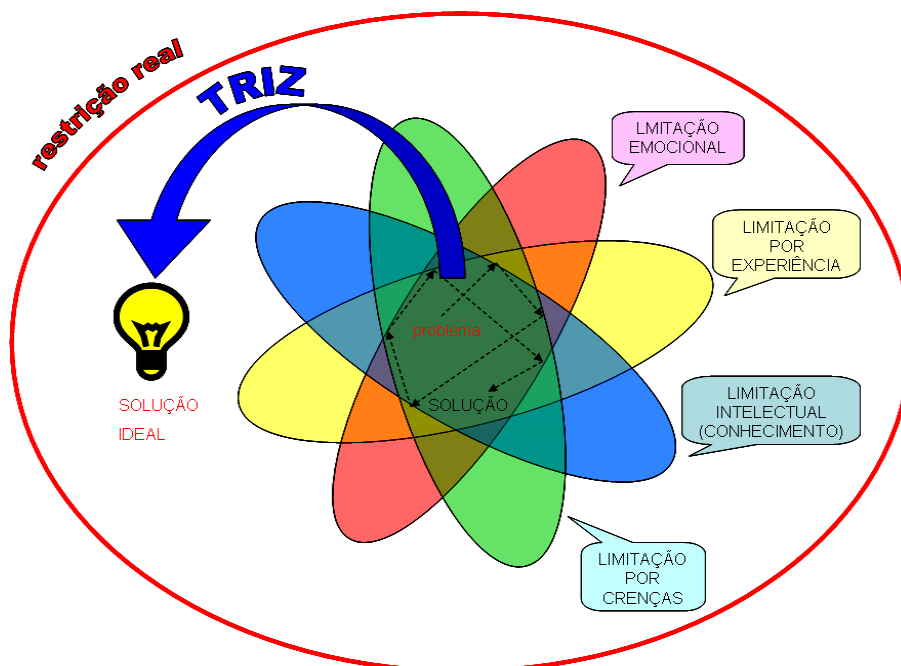 restrição real
TRIZ
LMITAÇÃO
EMOCIONAL
LIMITAÇÃO
POR
EXPERIÊNCIA
problema
SOLUÇÃO
SOLUÇÃO
IDEAL
LIMITAÇÃO
INTELECTUAL
(CONHECIMENTO)
LIMITAÇÃO
POR
CRENÇAS